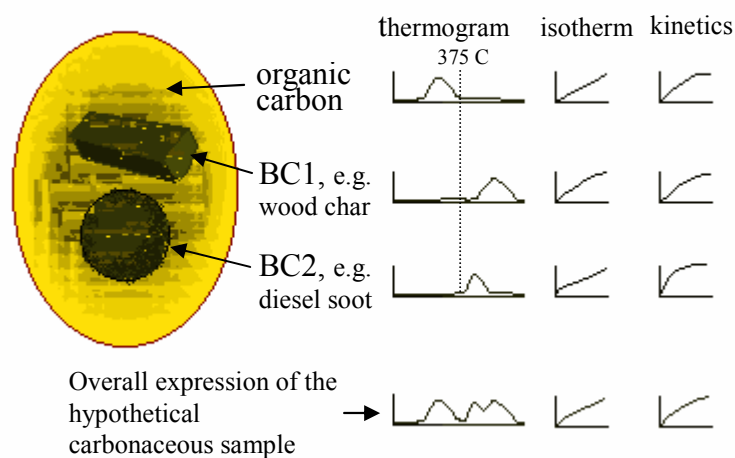 thermogram isotherm kinetics
375 C
organic
carbon
BC1, e.g.
wood char
BC2, e.g.
diesel soot
Overall expression of the
hypothetical
carbonaceous sample